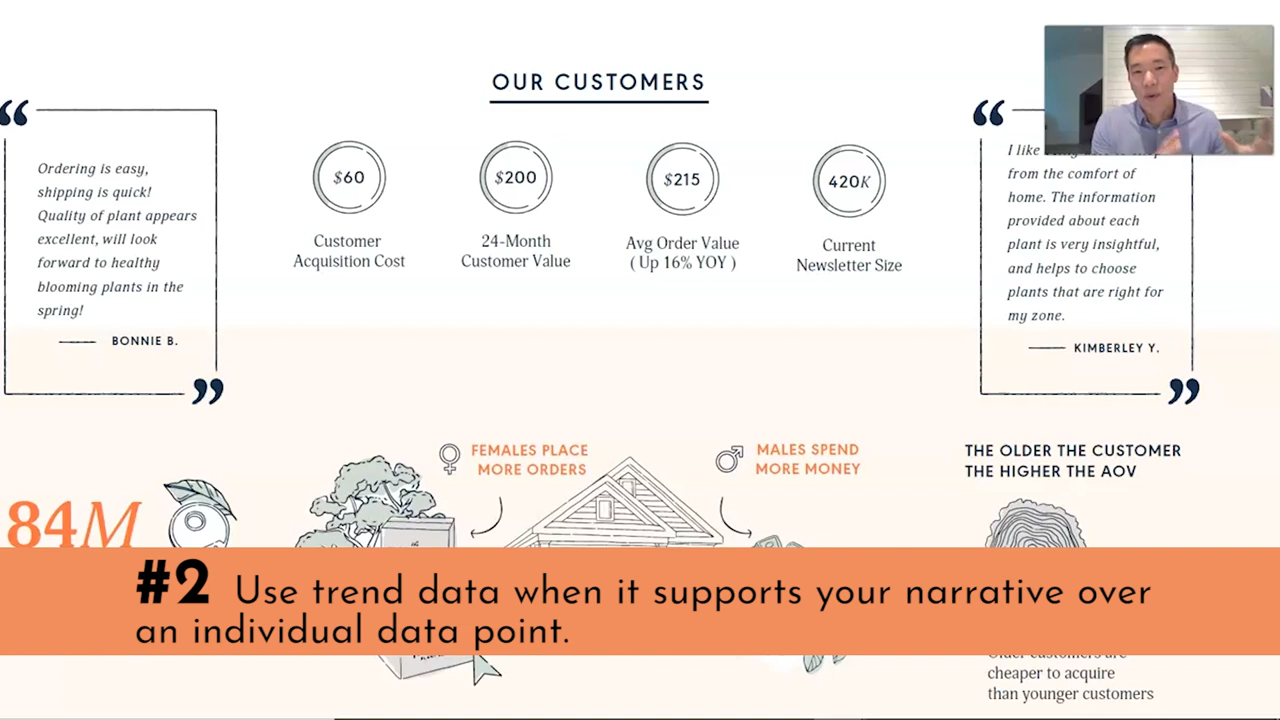 OUR CUSTOMERS
Ordering is easy,
shipping is quick!
Quality of plant appears
excellent, will look
forward to healthy
blooming plants in the
spring!
BONNIE B.
$60
Customer
Acquisition Cost
$200
24-Month
Customer Value
$215
Avg Order Value
( Up 16% YOY )
420K
Current
Newsletter Size
I like
from the comfort of
home. The information
provided about each
plant is very insightful,
and helps to choose
plants that are right for
my zone.
KIMBERLEY Y.
84M
FEMALES PLACE
MORE ORDERS
MALES SPEND
MORE MONEY
THE OLDER THE CUSTOMER
THE HIGHER THE AOV
#2 Use trend data when it supports your narrative over
an individual data point.
Older customers are
cheaper to acquire
than younger customers